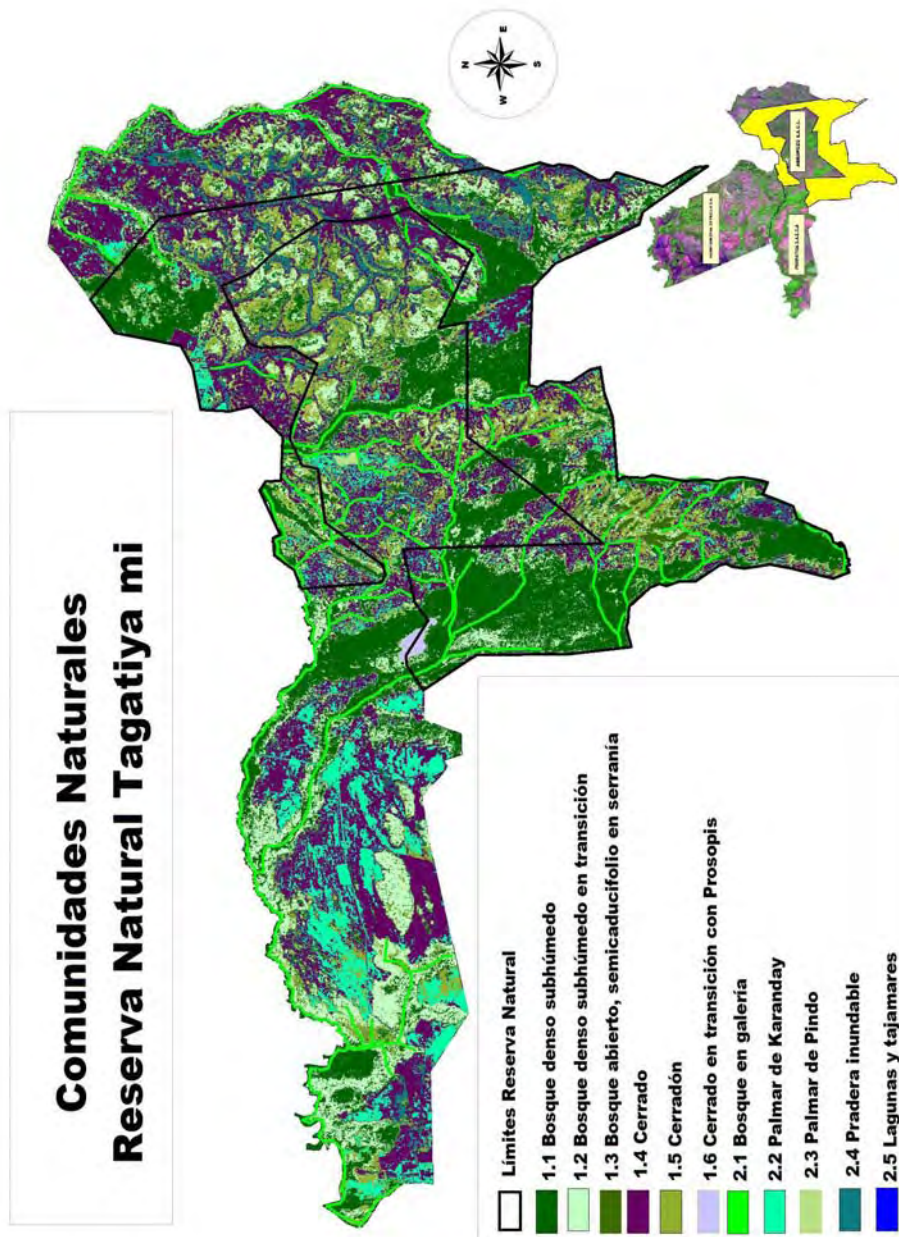 Comunidades Naturales
Reserva Natural Tagatiya mi
N
E
S
W
Límites Reserva Natural
1.1 Bosque denso subhúmedo
1.2 Bosque denso subhúmedo en transición
1.3 Bosque abierto, semicaducifolio en serranía
1.4 Cerrado
1.5 Cerradón
1.6 Cerrado en transición con Prosopis
2.1 Bosque en galería
2.2 Palmar de Karanday
2.3 Palmar de Pindo
2.4 Pradera inundable
2.5 Lagunas y tajamares